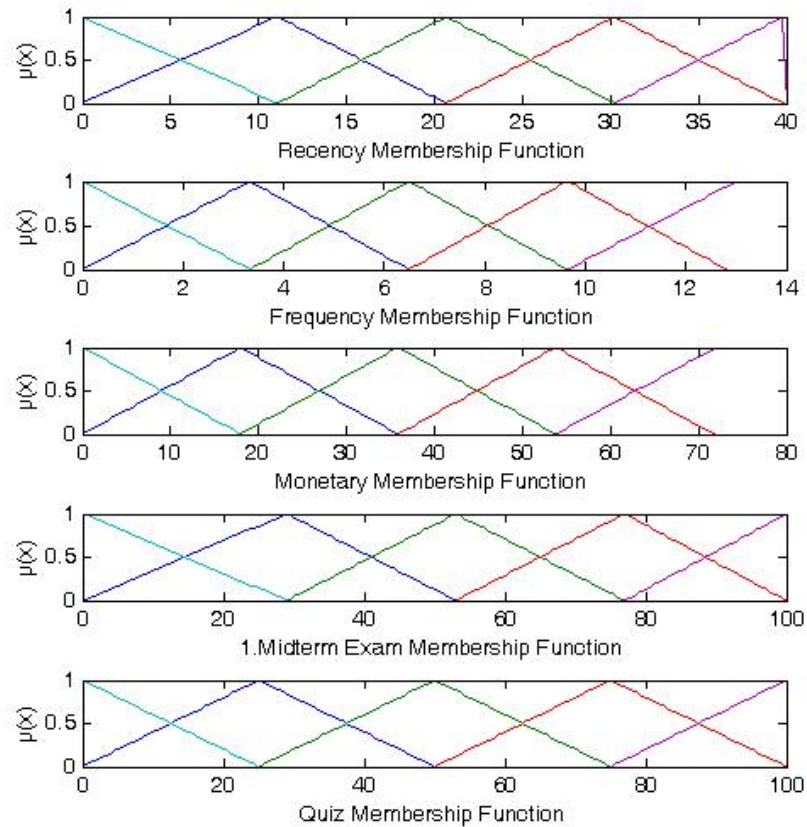 1
μ(x) 0.5
0
0 5 10 15 20 25 30 35 40
Recency Membership Function
1
μ(x) 0.5
0
0 2 4 6 8 10 12 14
Frequency Membership Function
1
μ(x) 0.5
0
0 10 20 30 40 50 60 70 80
Monetary Membership Function
1
μ(x) 0.5
0
0 20 40 60 80 100
1.Midterm Exam Membership Function
1
μ(x) 0.5
0
0 20 40 60 80 100
Quiz Membership Function